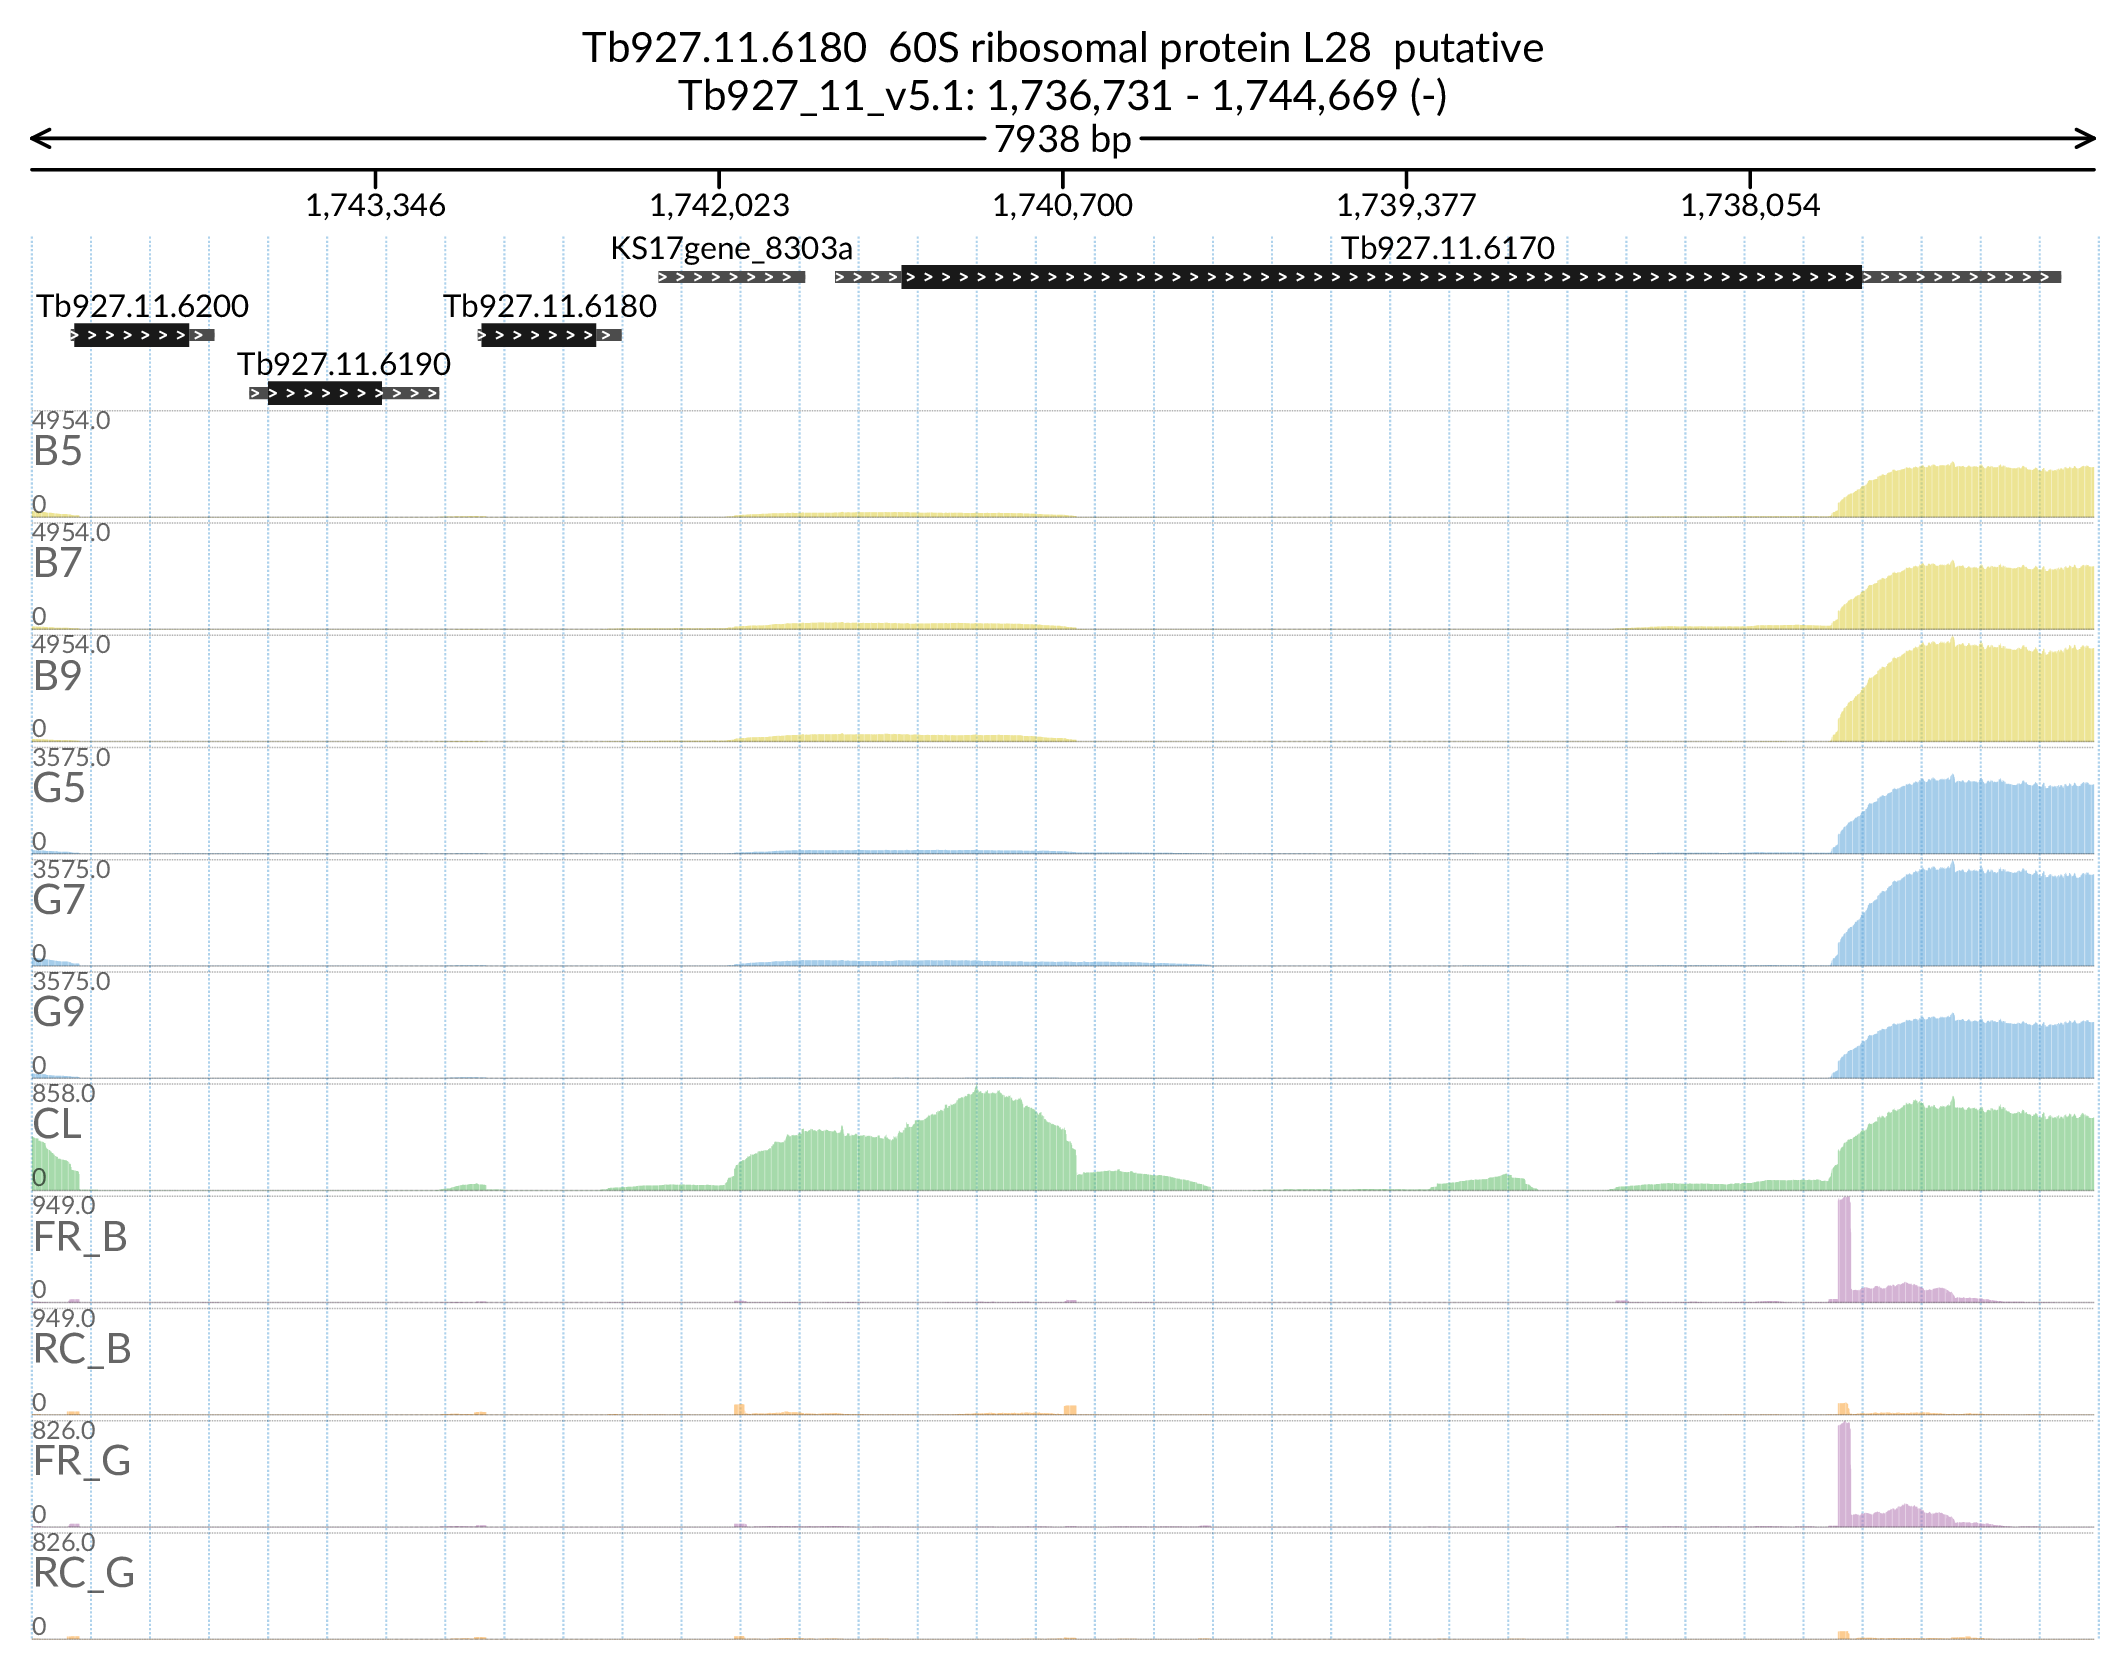 Tb927.11.6180 60S ribosomal protein L28 putative
Tb927_11_v5.1: 1,736,731 - 1,744,669 (-)
7938 bp
1,743,346 1,742,023 1,740,700 1,739,377 1,738,054
KS17gene_8303a Tb927.11.6170
Tb927.11.6200 Tb927.11.6180
Tb927.11.6190
4954.0
B5
0
4954.0
B7
0
4954.0
B9
0
3575.0
G5
0
3575.0
G7
0
3575.0
G9
0
858.0
CL
0
949.0
FR_B
0
949.0
RC_B
0
826.0
FR_G
0
826.0
RC_G
0